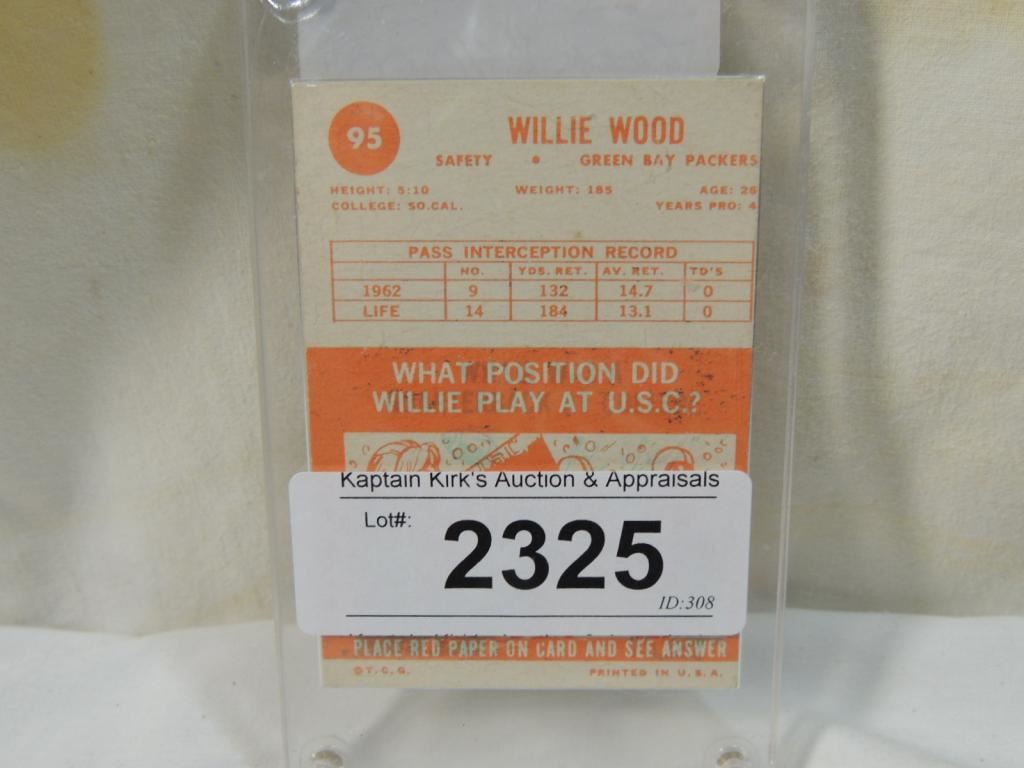 95
WILLIE WOOD
SAFETY • GREEN BAY PACKERS
HEIGHT: 5:10 WEIGHT: 185 AGE: 26
COLLEGE: SO.CAL. YEARS PRO: 4
PASS INTERCEPTION RECORD
NO. YDS. RET. AV. RET. TD'S
1962 9 132 14.7 0
LIFE 14 184 13.1 0
WHAT POSITION DID
WILLIE PLAY AT U.S.C.?
Kaptain Kirk's Auction & Appraisals
Lot#:
2325
ID:308
PLACE RED PAPER ON CARD AND SEE ANSWER
©T.C.G. PRINTED IN U.S.A.